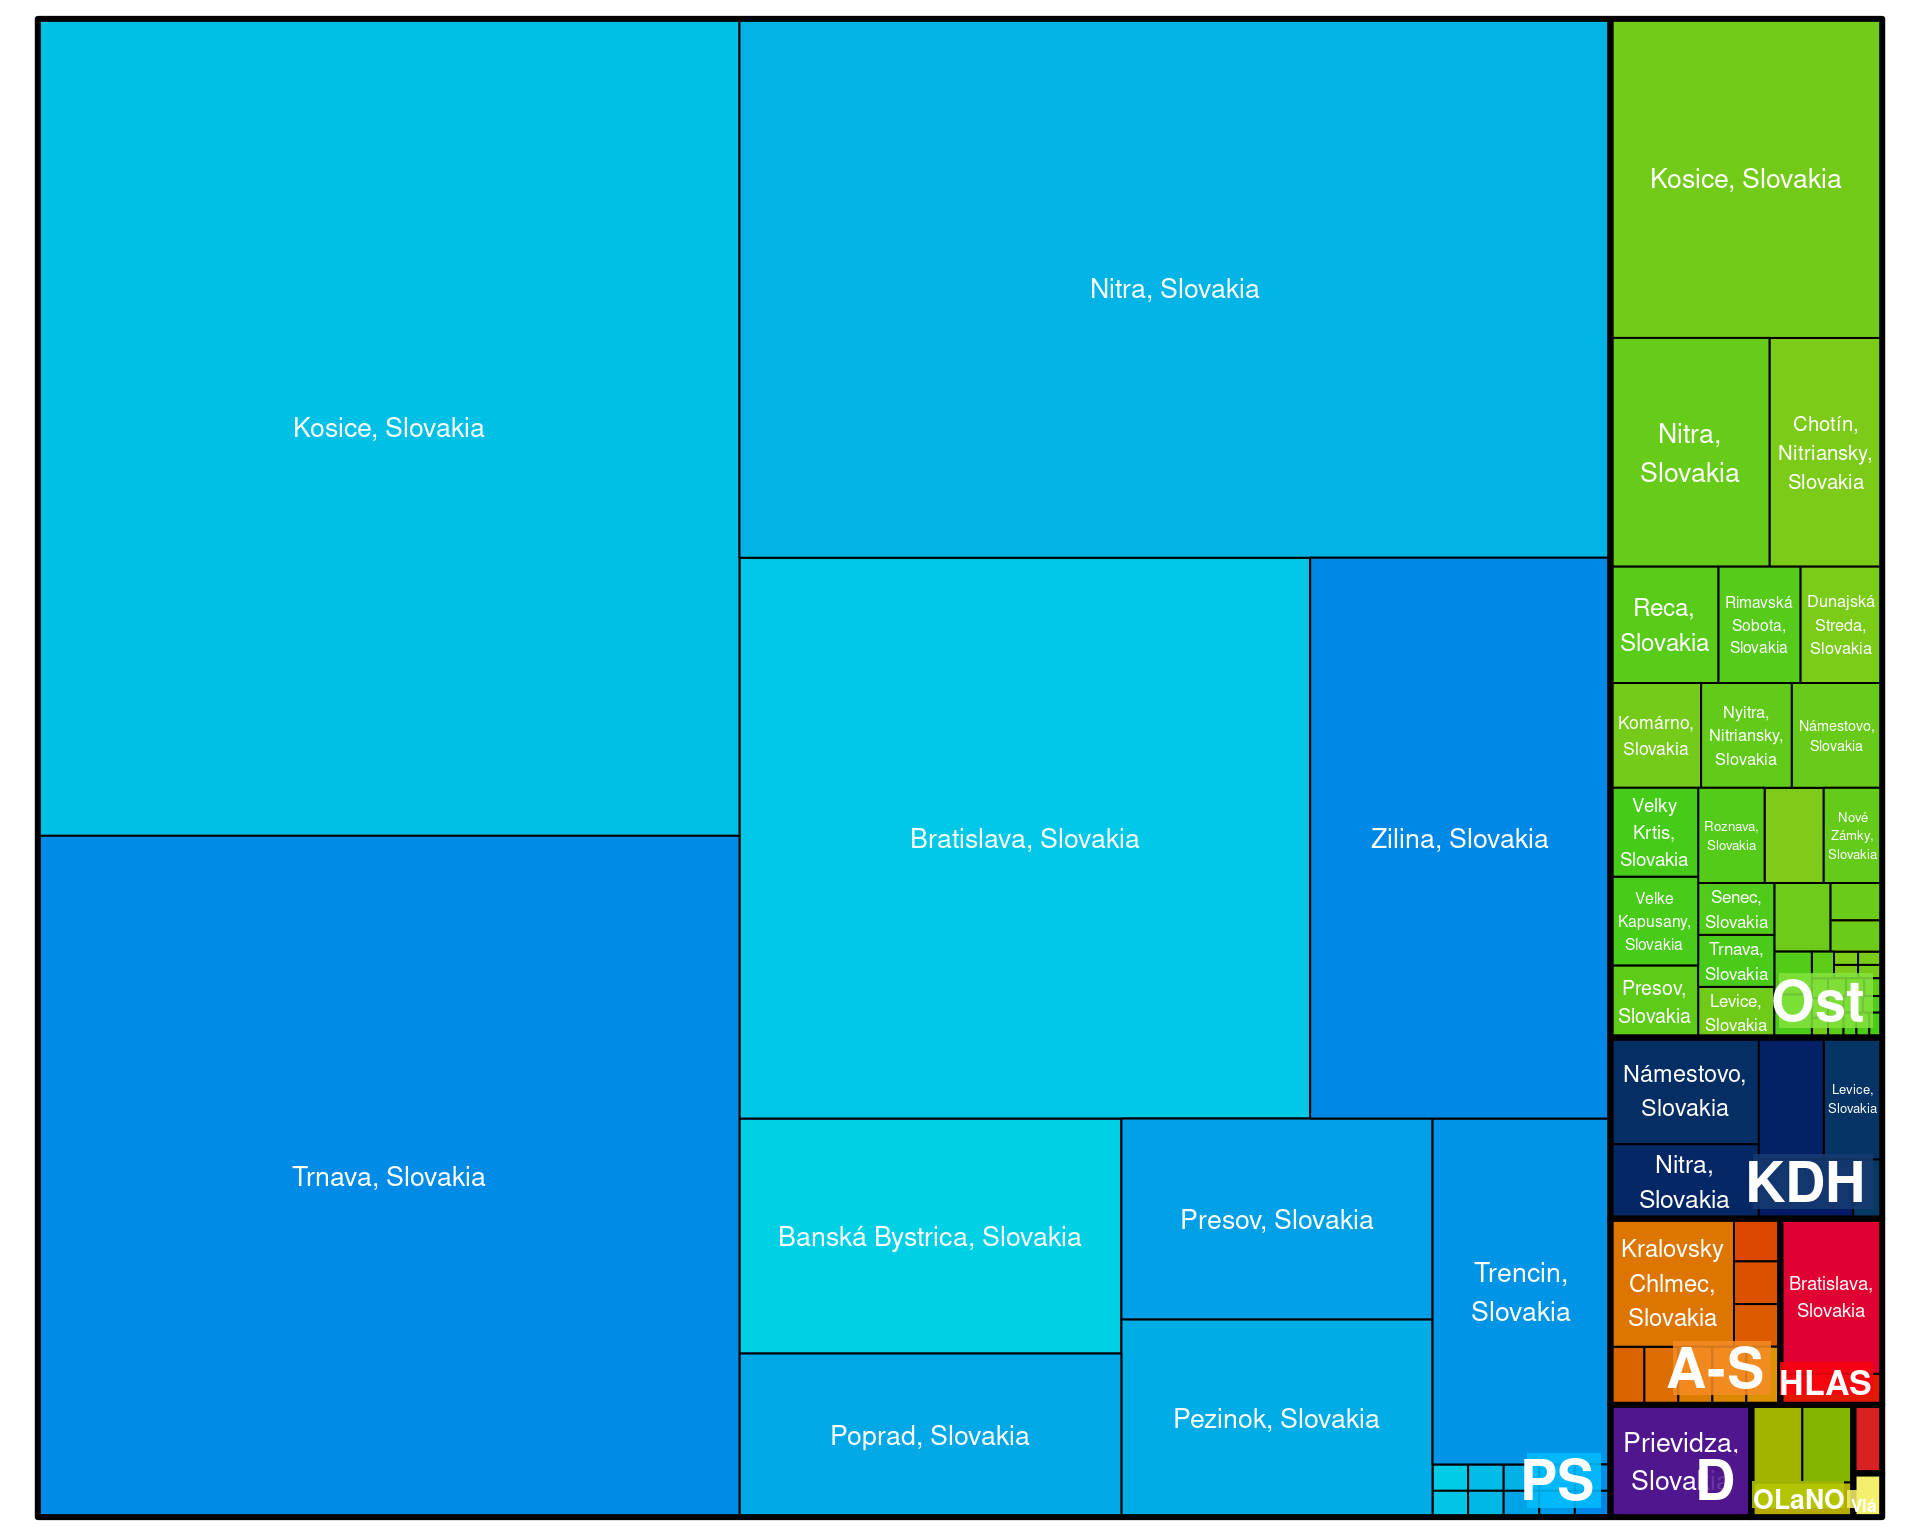 Kosice, Slovakia
Nitra, Slovakia
Trnava, Slovakia
Bratislava, Slovakia
Zilina, Slovakia
Banská Bystrica, Slovakia
Presov, Slovakia
Trencin,
Slovakia
Poprad, Slovakia
Pezinok, Slovakia
PS
Kosice, Slovakia
Nitra,
Slovakia
Chotín,
Nitriansky,
Slovakia
Reca,
Slovakia
Rimavská
Sobota,
Slovakia
Dunajská
Streda,
Slovakia
Komárno,
Slovakia
Nyitra,
Nitriansky,
Slovakia
Námestovo,
Slovakia
Velky
Krtis,
Slovakia
Roznava,
Slovakia
Nové
Zámky,
Slovakia
Velke
Kapusany,
Slovakia
Senec,
Slovakia
Trnava,
Slovakia
Presov,
Slovakia
Levice,
Slovakia
Ost
Námestovo,
Slovakia
Levice,
Slovakia
Nitra,
Slovakia
KDH
Kralovsky
Chlmec,
Slovakia
A-S
Bratislava,
Slovakia
HLAS
Prievidza,
Slovakia
D
OLaNO
Vlá